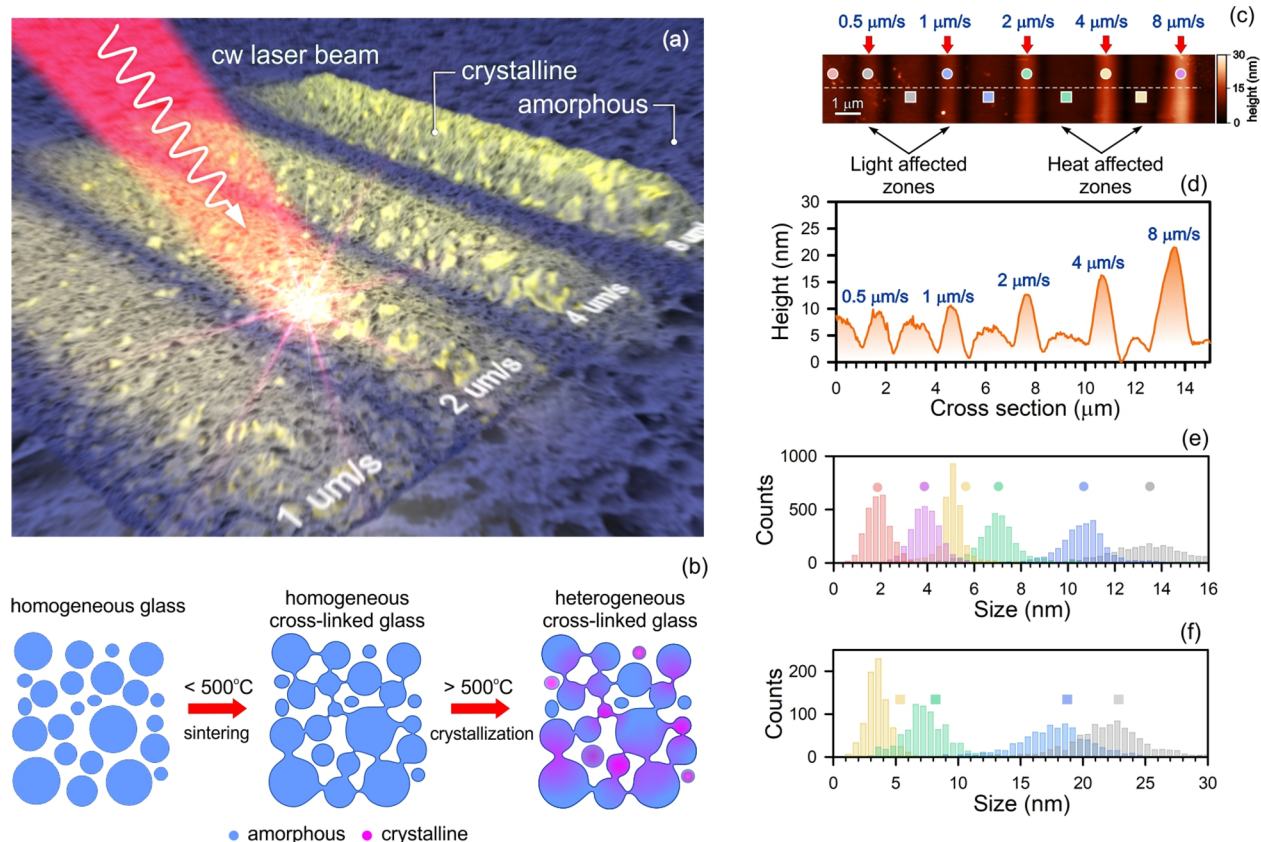 (a)
cw laser beam
crystalline
amorphous
8 um/
4 um/s
2 um/s
1 um/s
(b)
homogeneous glass
homogeneous
cross-linked glass
heterogeneous
cross-linked glass
< 500°C
sintering
> 500°C
crystallization
amorphous
crystalline
(c)
0.5 μm/s 1 μm/s 2 μm/s 4 μm/s 8 μm/s
1 μm
30
15
0
height (nm)
Light affected
zones
Heat affected
zones
(d)
Height (nm)
30
25
20
15
10
5
0
0.5 μm/s 1 μm/s 2 μm/s 4 μm/s 8 μm/s
0 2 4 6 8 10 12 14
Cross section (μm)
(e)
Counts
1000
500
0
0 2 4 6 8 10 12 14 16
Size (nm)
(f)
Counts
200
100
0
0 5 10 15 20 25 30
Size (nm)